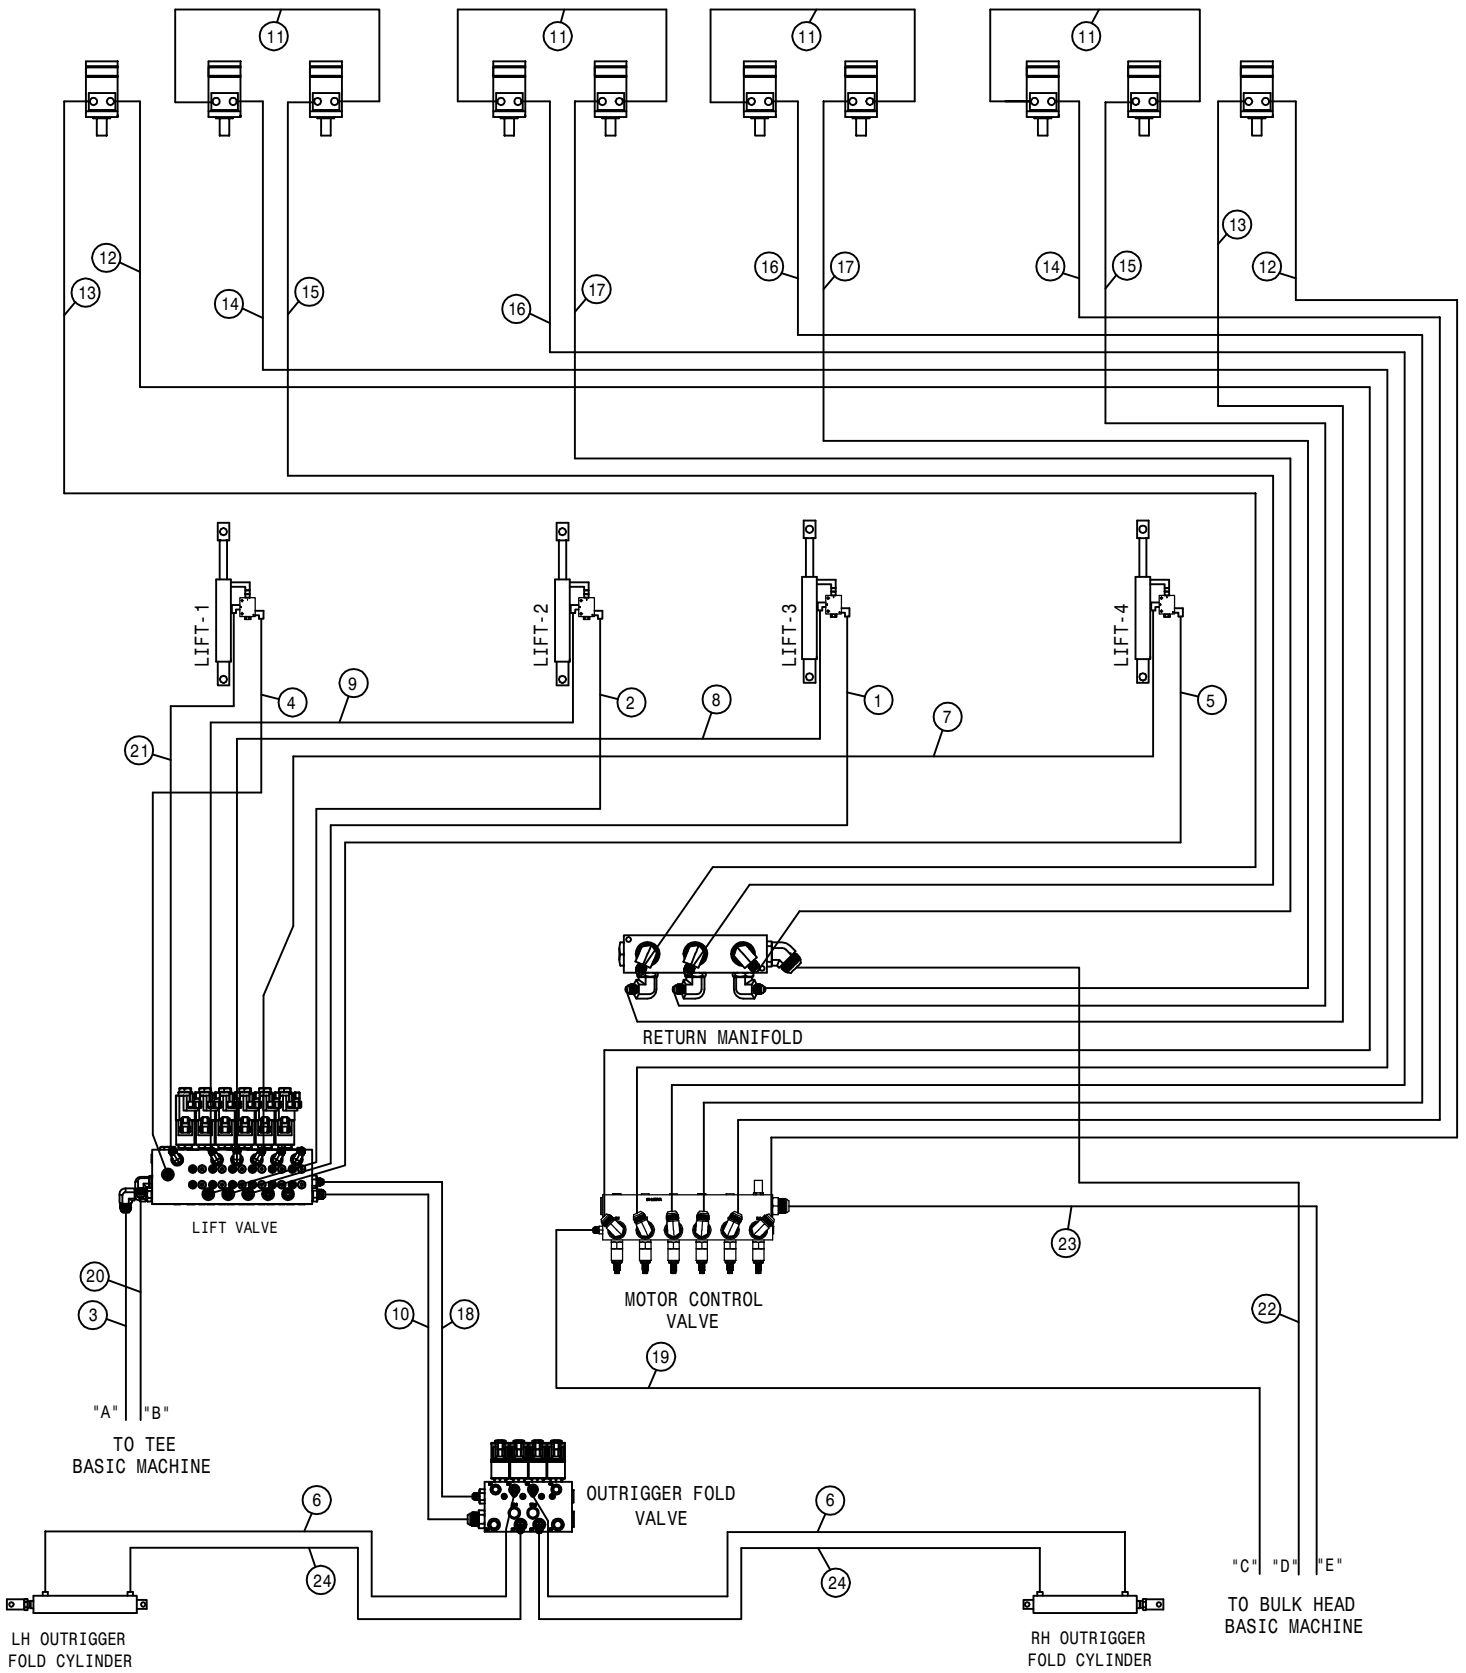 11
11
11
11
13
12
14
15
16
17
16
17
14
15
13
12
LIFT-1
LIFT-2
LIFT-3
LIFT-4
4
9
2
8
1
7
5
21
RETURN MANIFOLD
LIFT VALVE
20
3
10
18
MOTOR CONTROL
VALVE
23
22
19
"A"
"B"
TO TEE
BASIC MACHINE
OUTRIGGER FOLD
VALVE
6
24
6
24
"C"
"D"
"E"
TO BULK HEAD
BASIC MACHINE
LH OUTRIGGER
FOLD CYLINDER
RH OUTRIGGER
FOLD CYLINDER